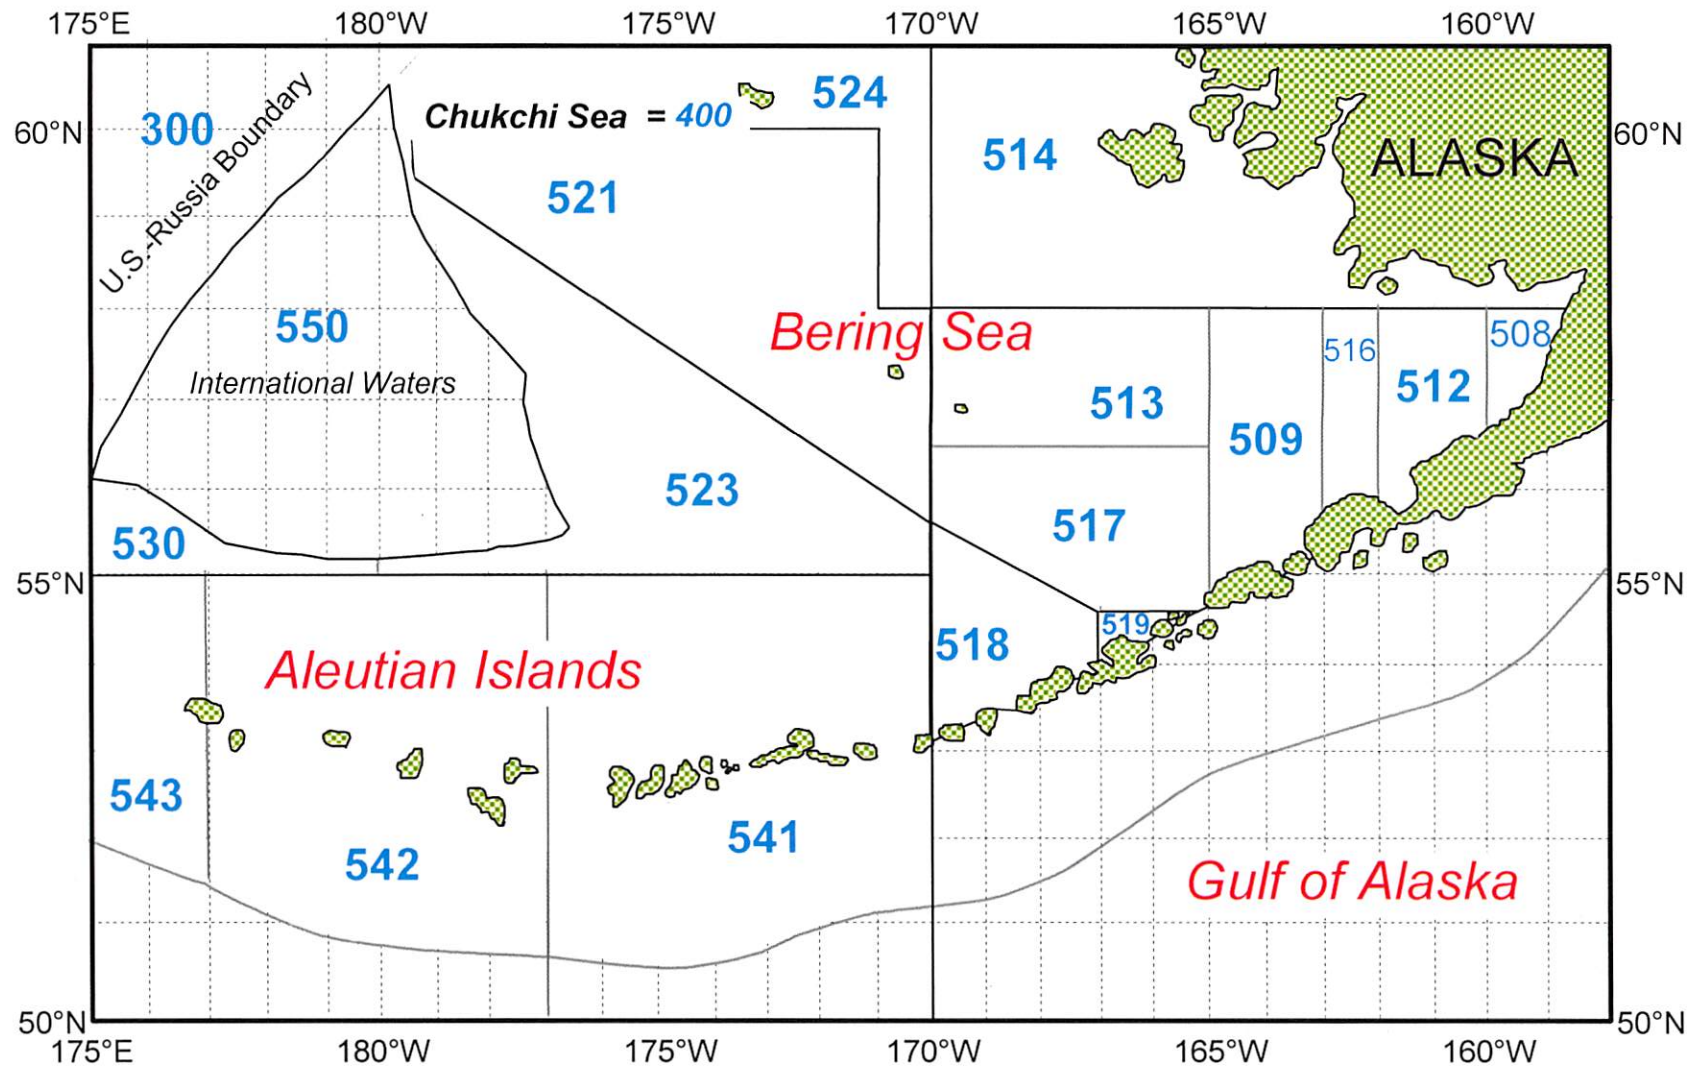 175°E 180°W 175°W 170°W 165°W 160°W
60°N
300
U.S.-Russia Boundary
Chukchi Sea = 400
524
521
514
ALASKA
60°N
550
International Waters
Bering Sea
513
509
516
512
508
523
517
530
55°N
55°N
518
519
Aleutian Islands
543
542
541
Gulf of Alaska
50°N
50°N
175°E 180°W 175°W 170°W 165°W 160°W